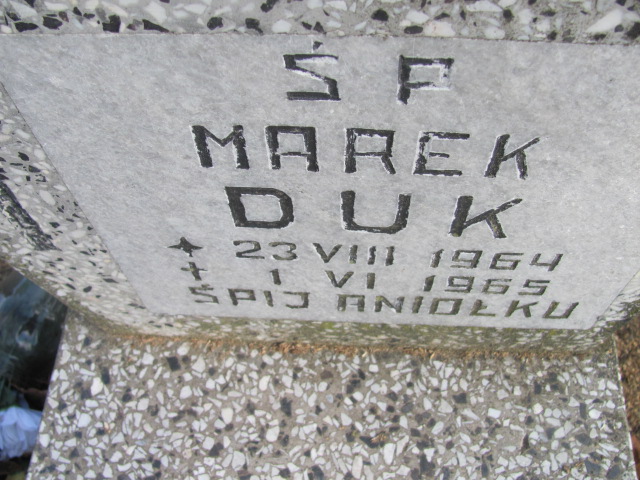 ŚP
MAREK
DUK
★ 23 VIII 1964
✝ 1 VI 1965
ŚPIJ ANIOŁKU